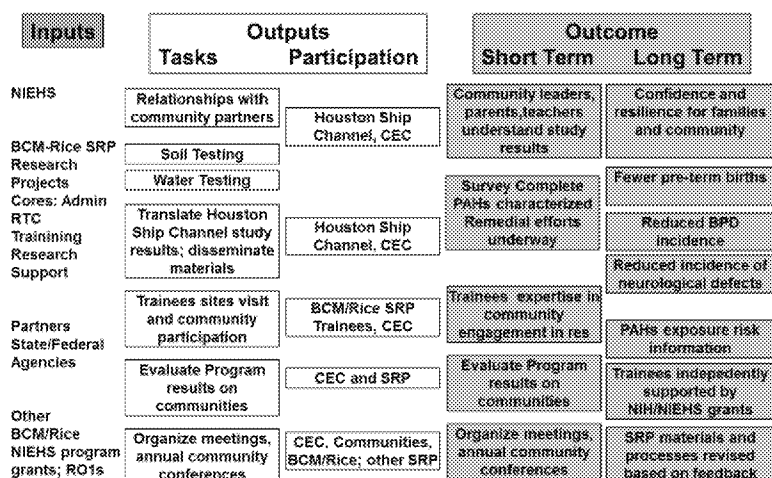 Inputs
Outputs
Tasks
Participation
Outcome
Short Term
Long Term
NIEHS
BCM-Rice SRP
Research
Projects
Cores: Admin
RTC
Trainining
Research
Support
Partners
State/Federal
Agencies
Other
BCM/Rice
NIEHS program
grants; RO1s
Relationships with
community partners
Soil Testing
Water Testing
Translate Houston
Ship Channel study
results; disseminate
materials
Trainees sites visit
and community
participation
Evaluate Program
results on
communities
Organize meetings,
annual community
conferences
Houston Ship
Channel, CEC
Houston Ship
Channel, CEC
BCM/Rice SRP
Trainees, CEC
CEC and SRP
CEC, Communities,
BCM/Rice; other SRP
Community leaders,
parents,teachers
understand study
results
Survey Complete
PAHs characterized
Remedial efforts
underway
Trainees expertise in
community
engagement in res
Evaluate Program
results on
communities
Organize meetings,
annual community
conferences
Confidence and
resilience for families
and community
Fewer pre-term births
Reduced BPD
incidence
Reduced incidence of
neurological defects
PAHs exposure risk
information
Trainees indepedently
supported by
NIH/NIEHS grants
SRP materials and
processes revised
based on feedback